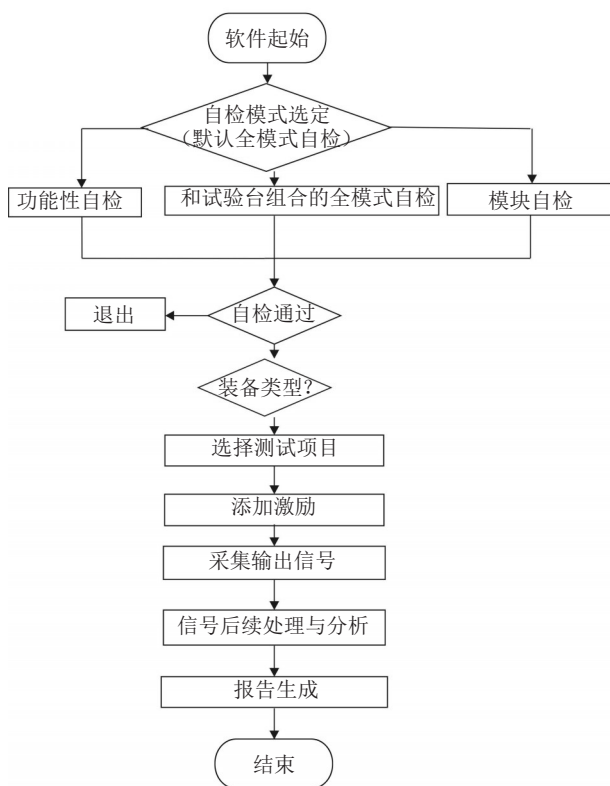 软件起始
自检模式选定
(默认全模式自检)
功能性自检
和试验台组合的全模式自检
模块自检
退出
自检通过
装备类型?
选择测试项目
添加激励
采集输出信号
信号后续处理与分析
报告生成
结束